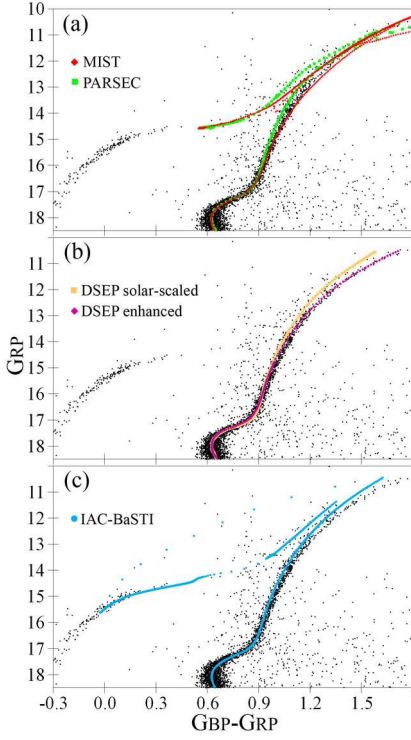 10
(a)
11
12
MIST
13
PARSEC
14
15
16
17
18
(b)
11
12
DSEP solar-scaled
13
DSEP enhanced
14
GRP
15
16
17
18
(c)
11
12
IAC-BaSTI
13
14
15
16
17
18
-0.3 0.0 0.3 0.6 0.9 1.2 1.5
GBP-GRP